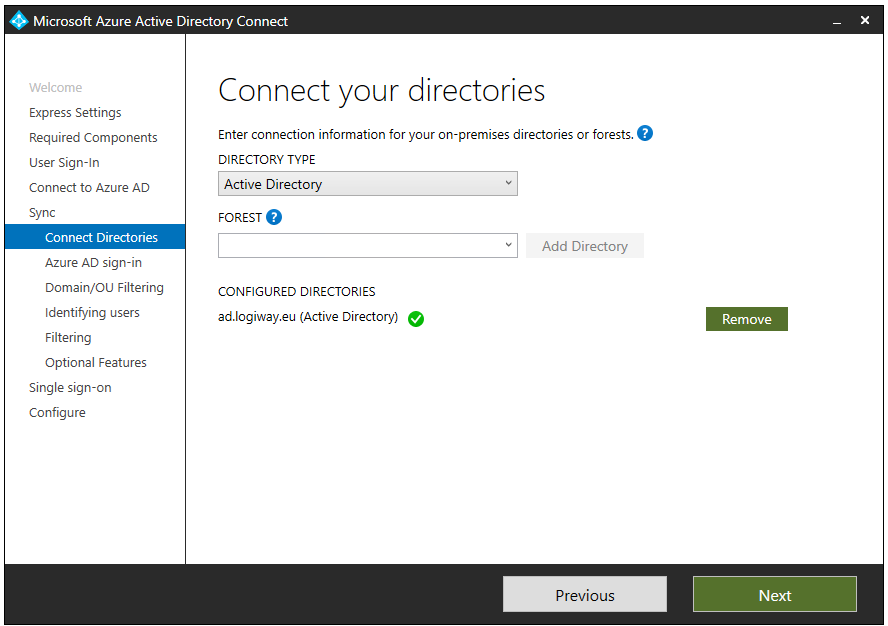 Microsoft Azure Active Directory Connect
Welcome
Express Settings
Required Components
User Sign-In
Connect to Azure AD
Sync
Connect Directories
Azure AD sign-in
Domain/OU Filtering
Identifying users
Filtering
Optional Features
Single sign-on
Configure
Connect your directories
Enter connection information for your on-premises directories or forests. ?
DIRECTORY TYPE
Active Directory
FOREST ?
Add Directory
CONFIGURED DIRECTORIES
ad.logiway.eu (Active Directory)
Remove
Previous
Next